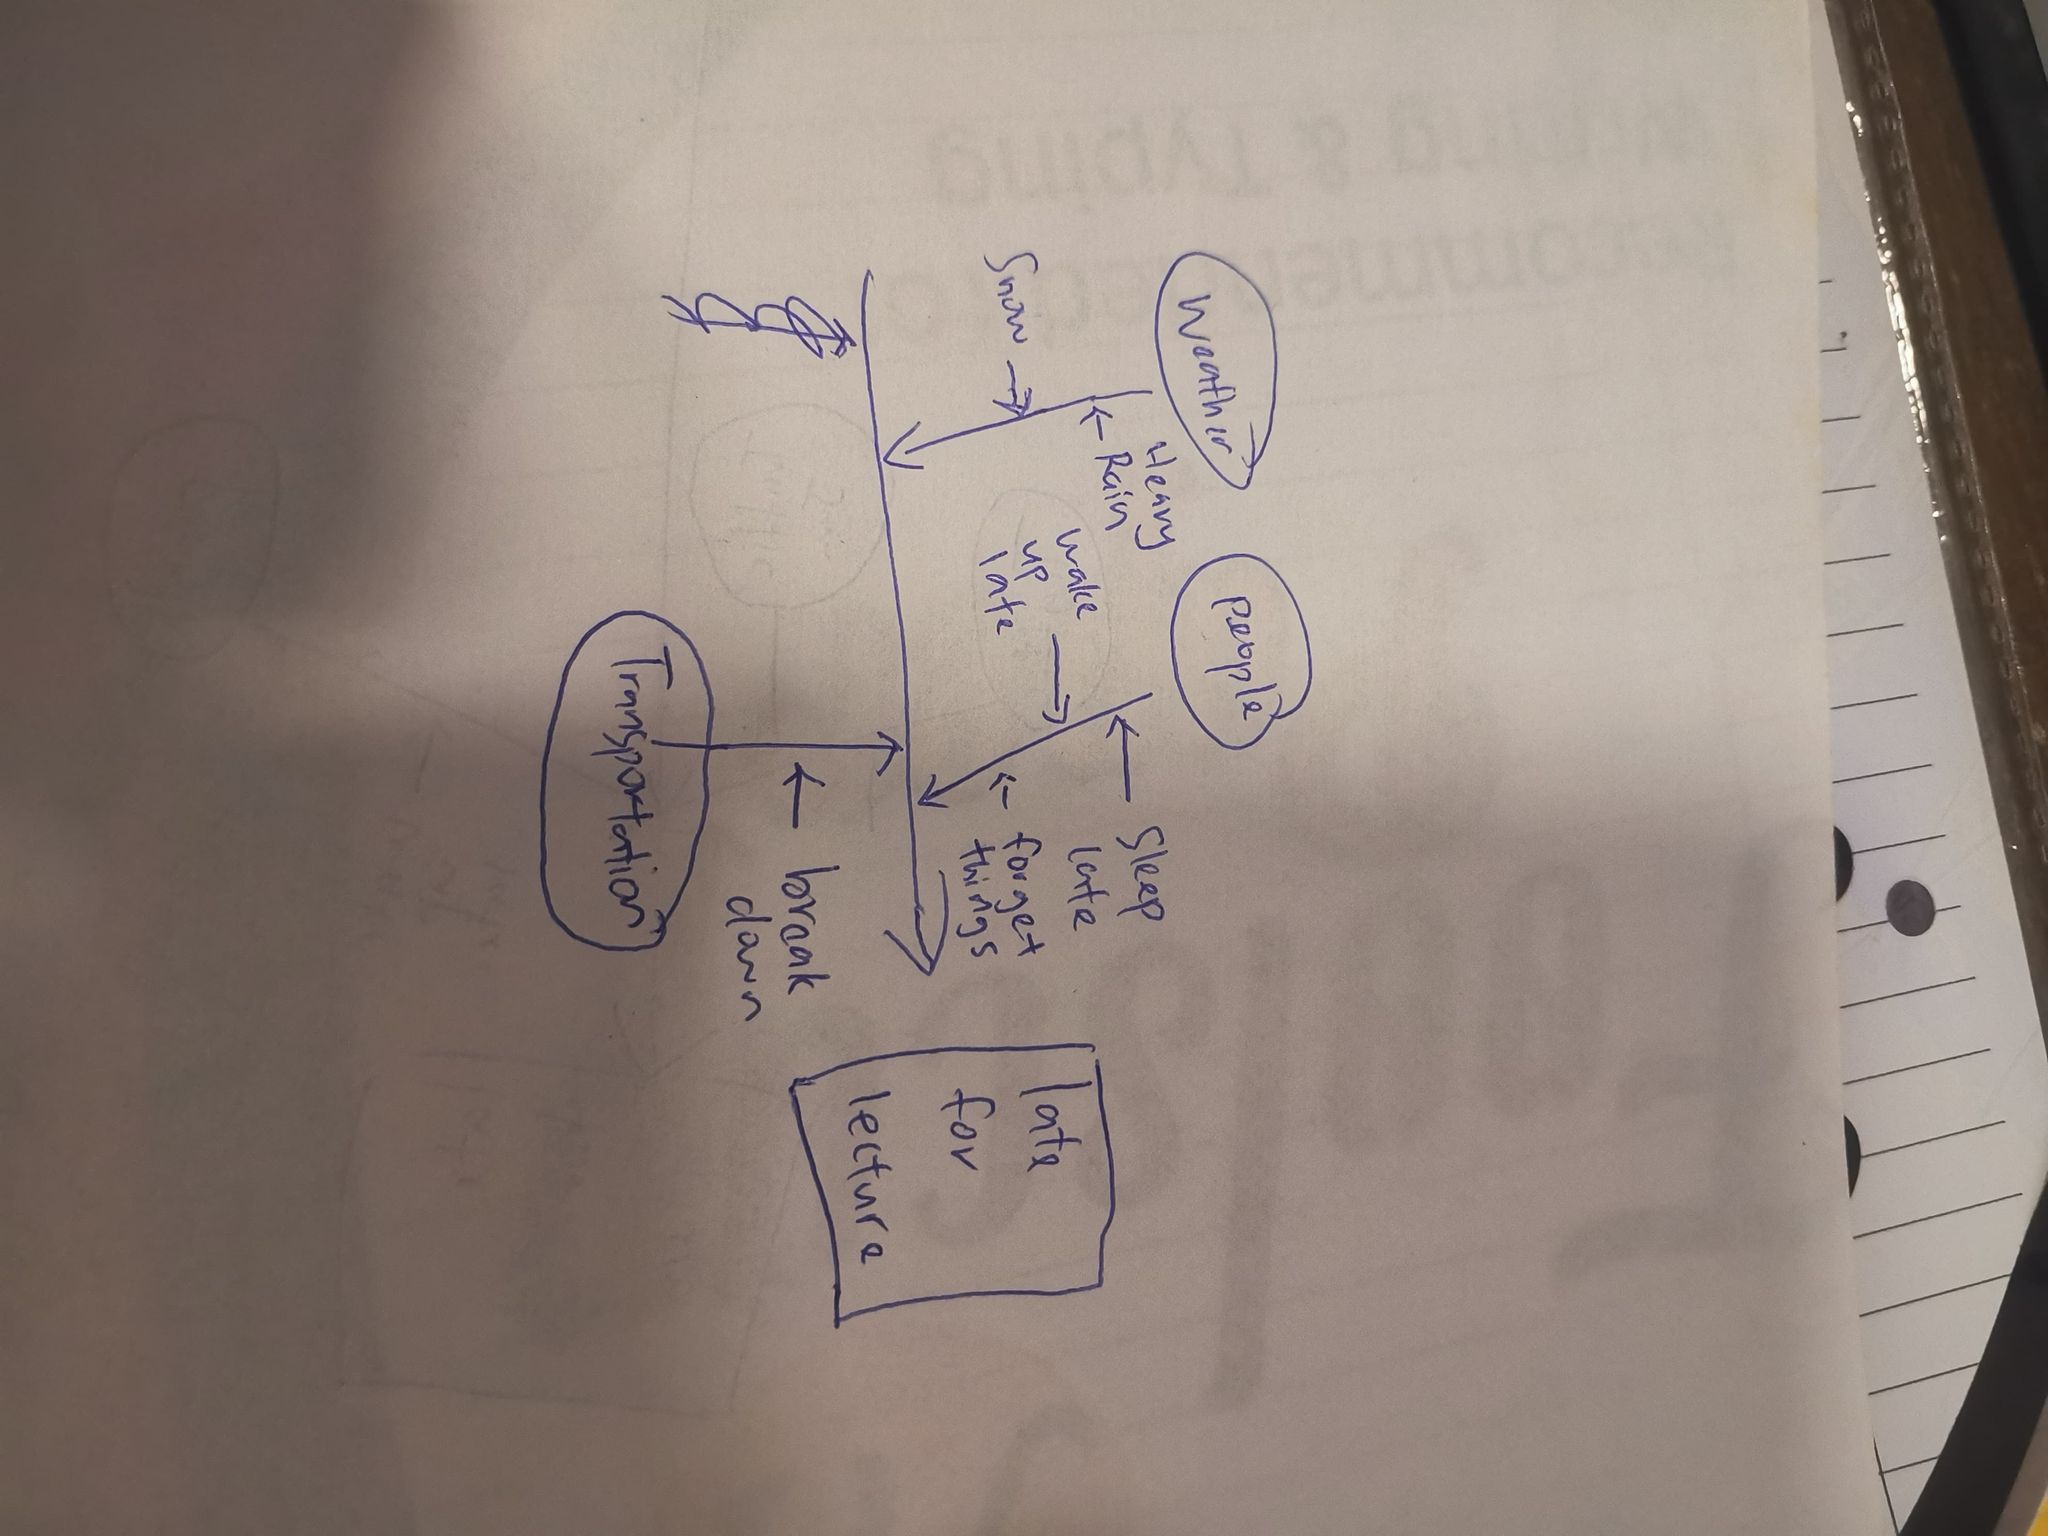 Weather
people
Heavy
Rain
Snow
wake
up
late
Sleep
late
forget
things
late
for
lecture
break
down
Transportation